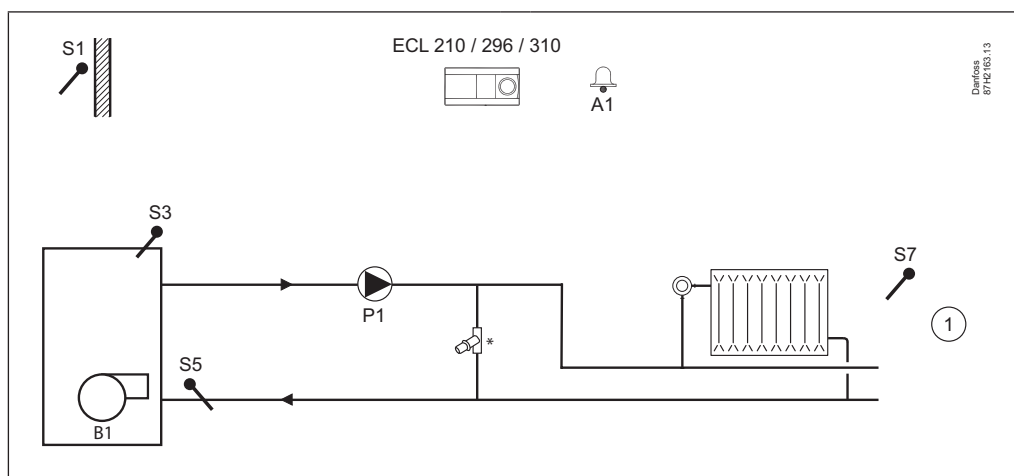 S1
ECL 210 / 296 / 310
A1
Danfoss
87H2163.13
S3
S7
P1
1
*
S5
B1